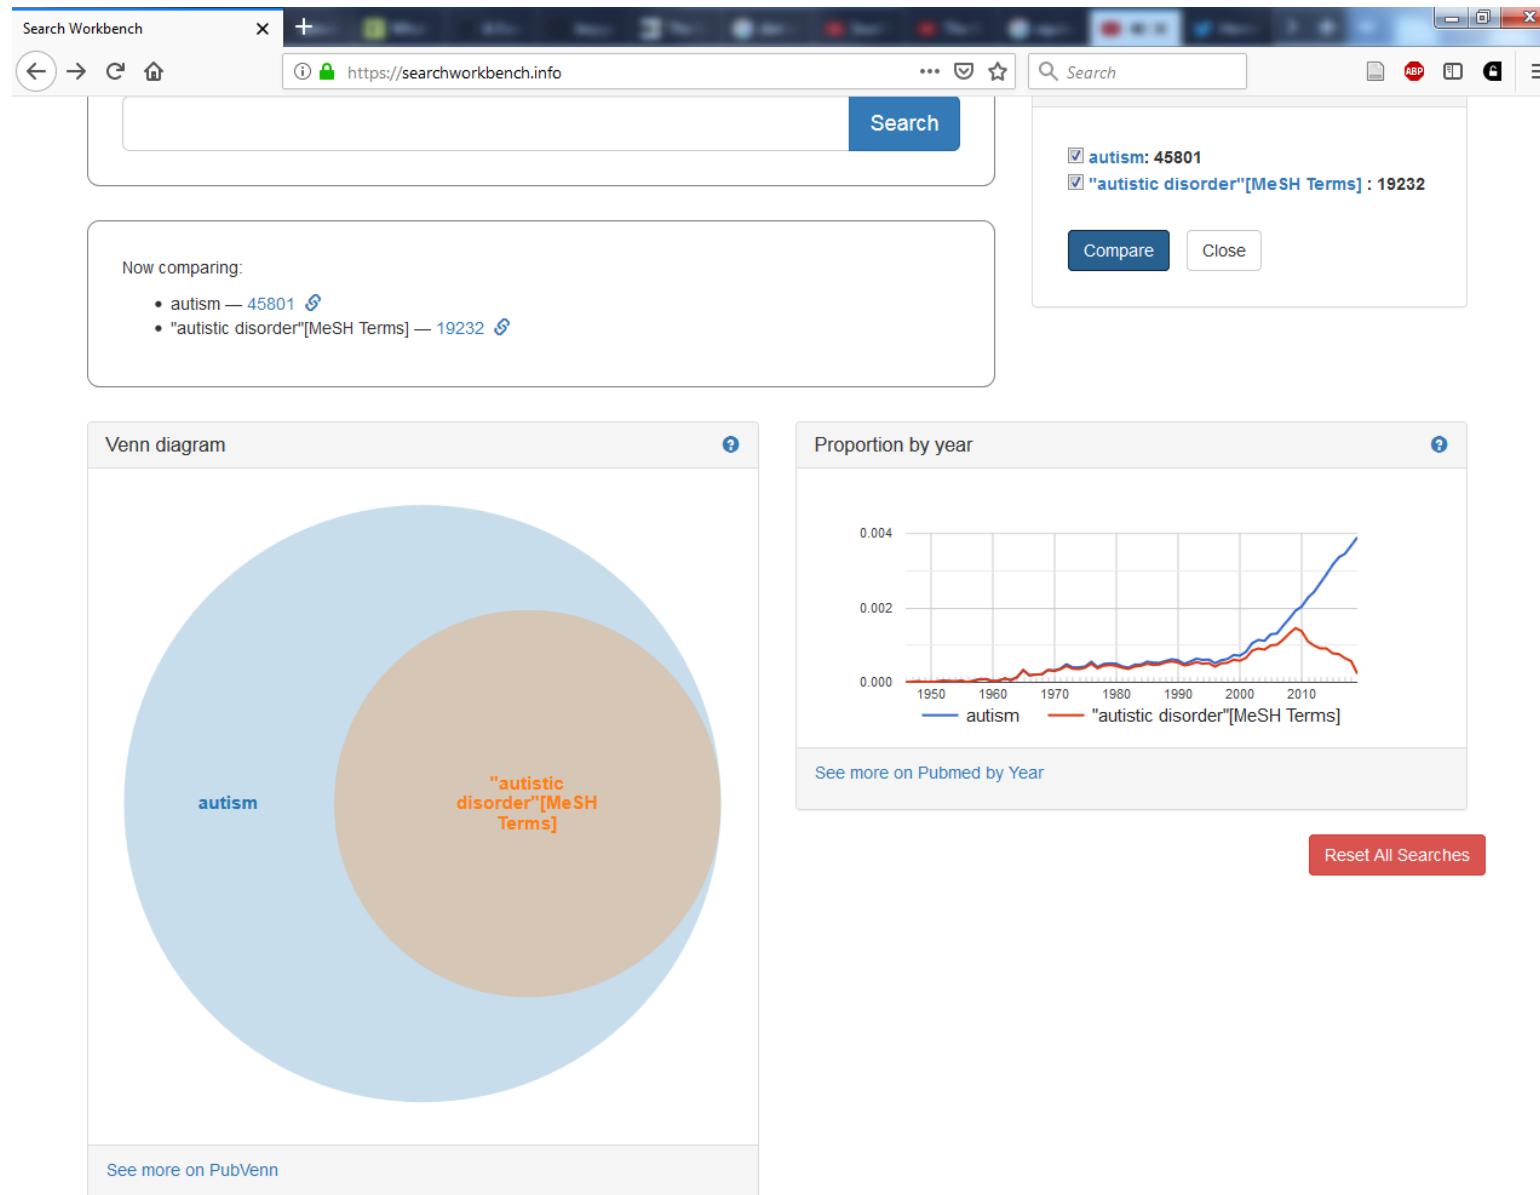 Search Workbench
https://searchworkbench.info
Search
ABP
Search
autism: 45801
"autistic disorder"[MeSH Terms] : 19232
Compare
Close
Now comparing:
autism — 45801
"autistic disorder"[MeSH Terms] — 19232
Venn diagram
autism
"autistic
disorder"[MeSH
Terms]
See more on PubVenn
Proportion by year
0.004
0.002
0.000
1950 1960 1970 1980 1990 2000 2010
autism "autistic disorder"[MeSH Terms]
See more on Pubmed by Year
Reset All Searches